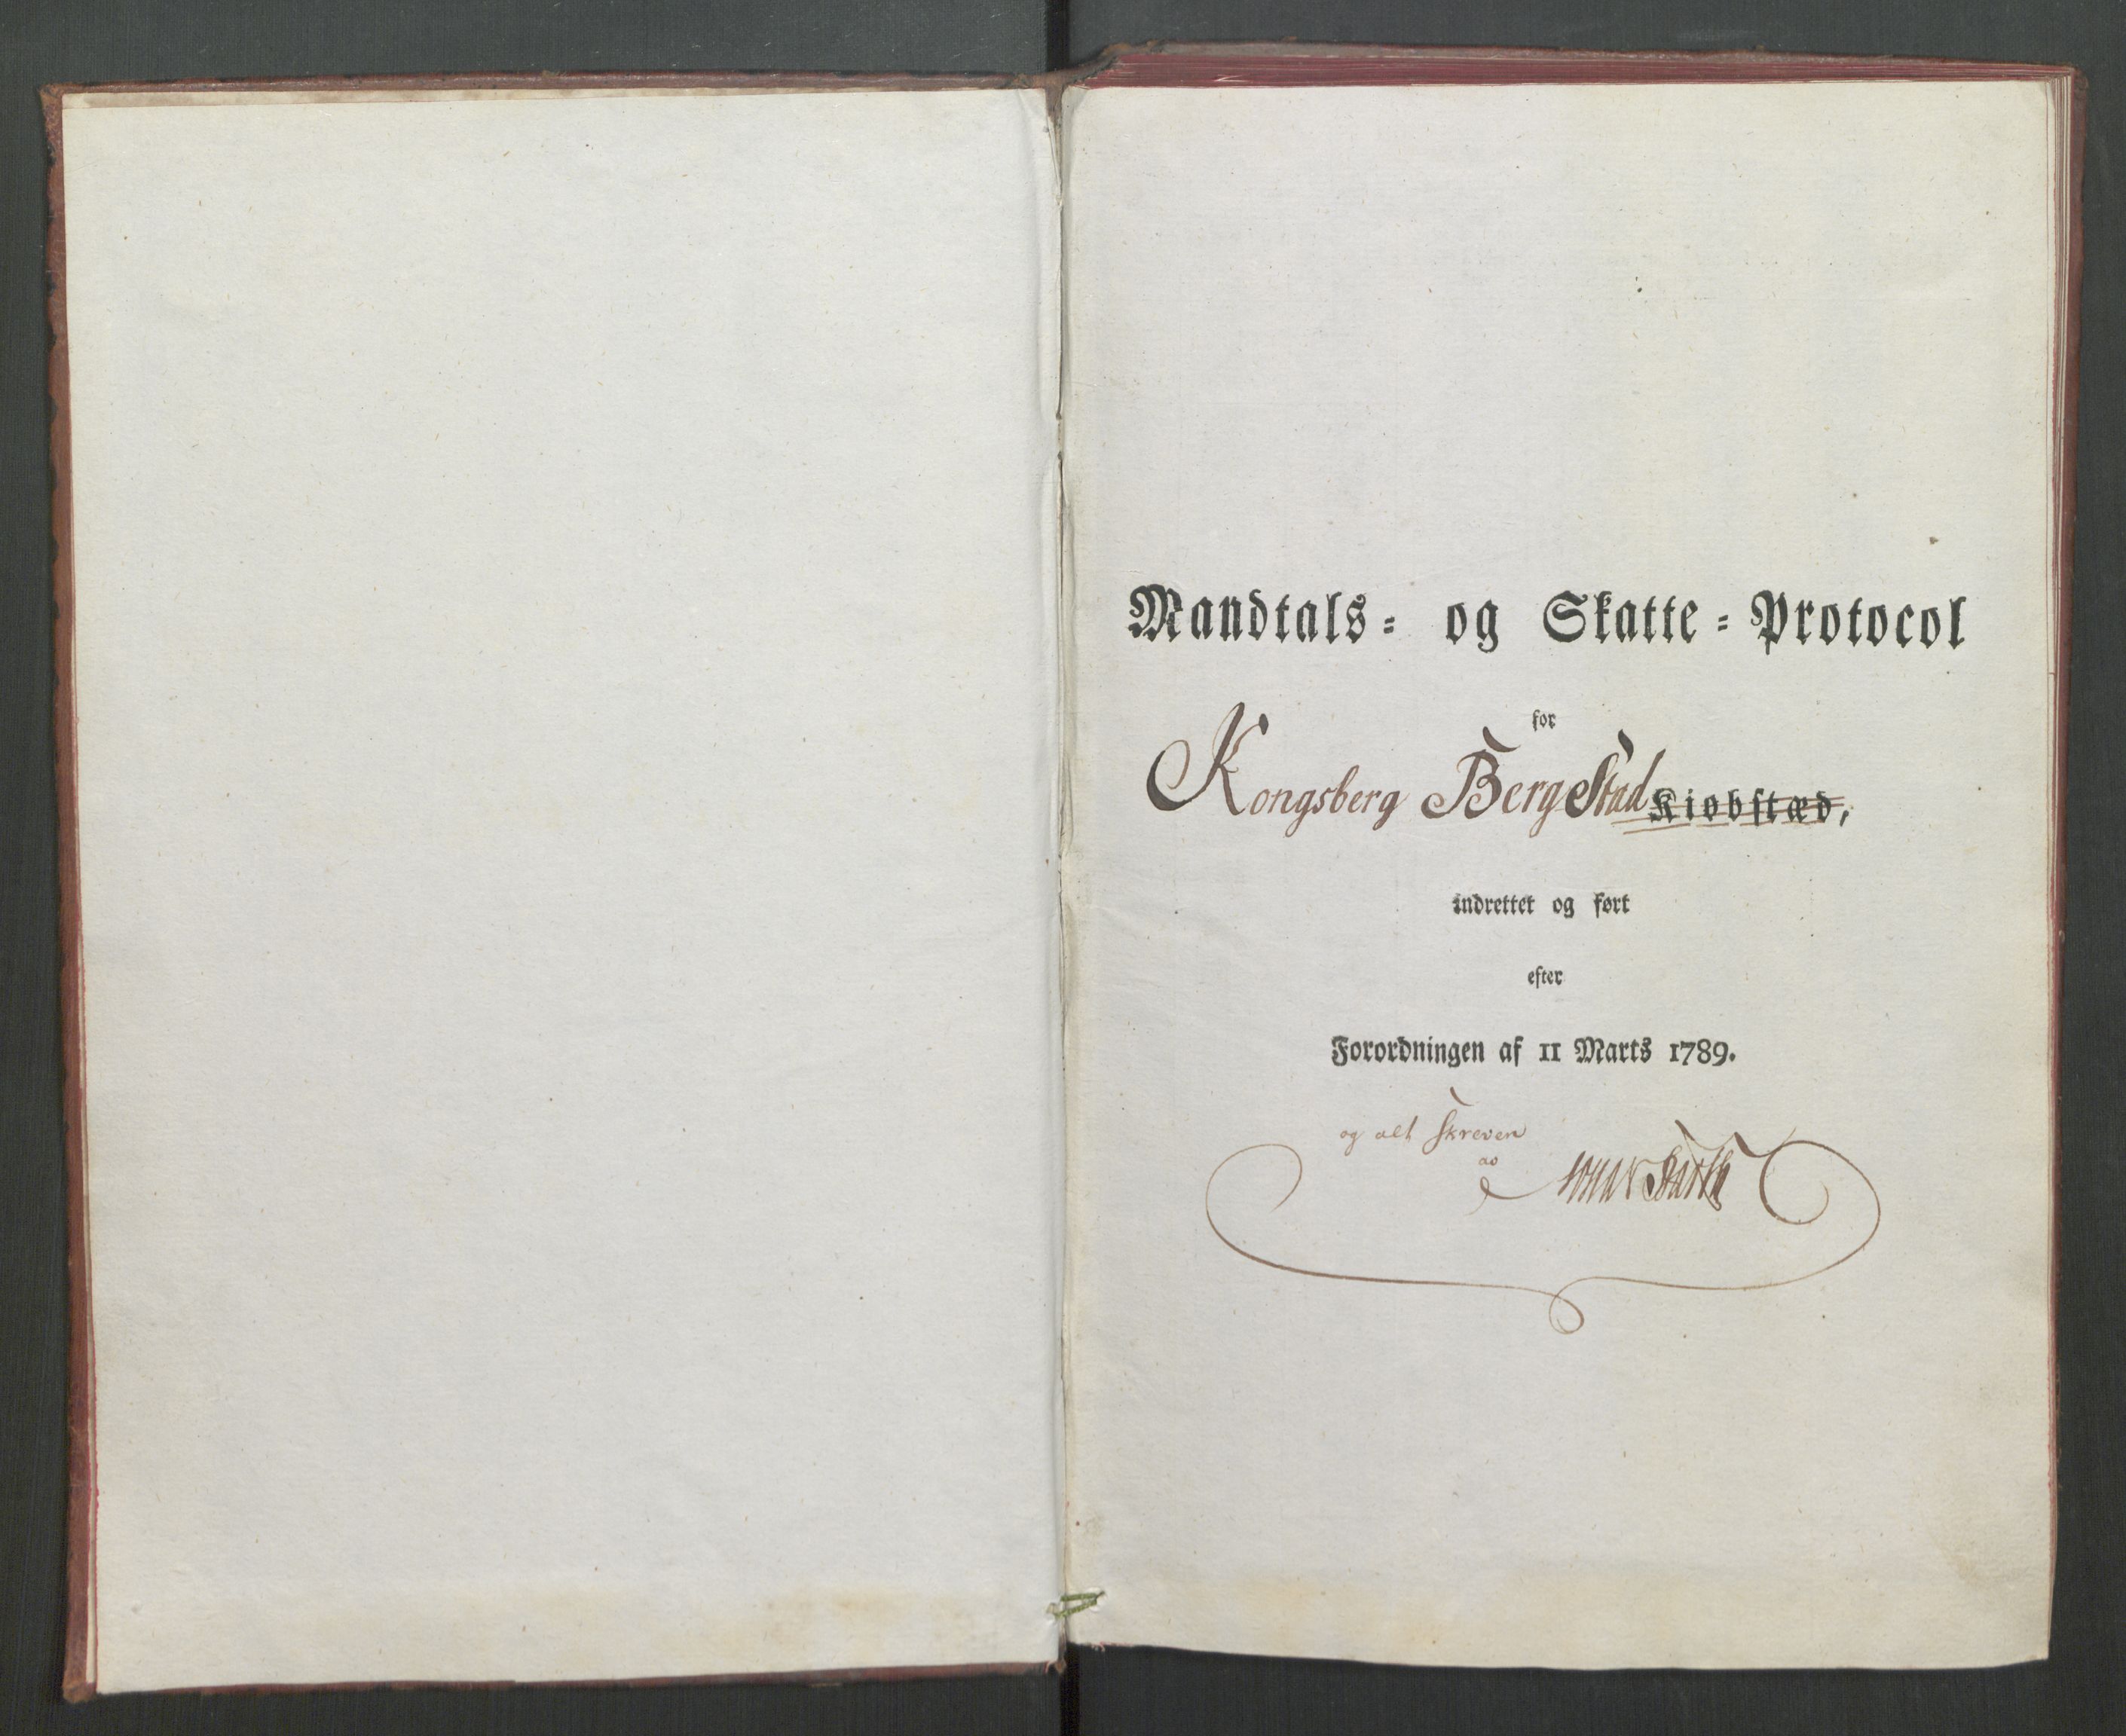 Mandtals- og Skatte-Protocol
for
Kongsberg Berg Stad Kiøbstæd,
indrettet og ført
efter
Forordningen af 11 Marts 1789.
og alt Skreven
av